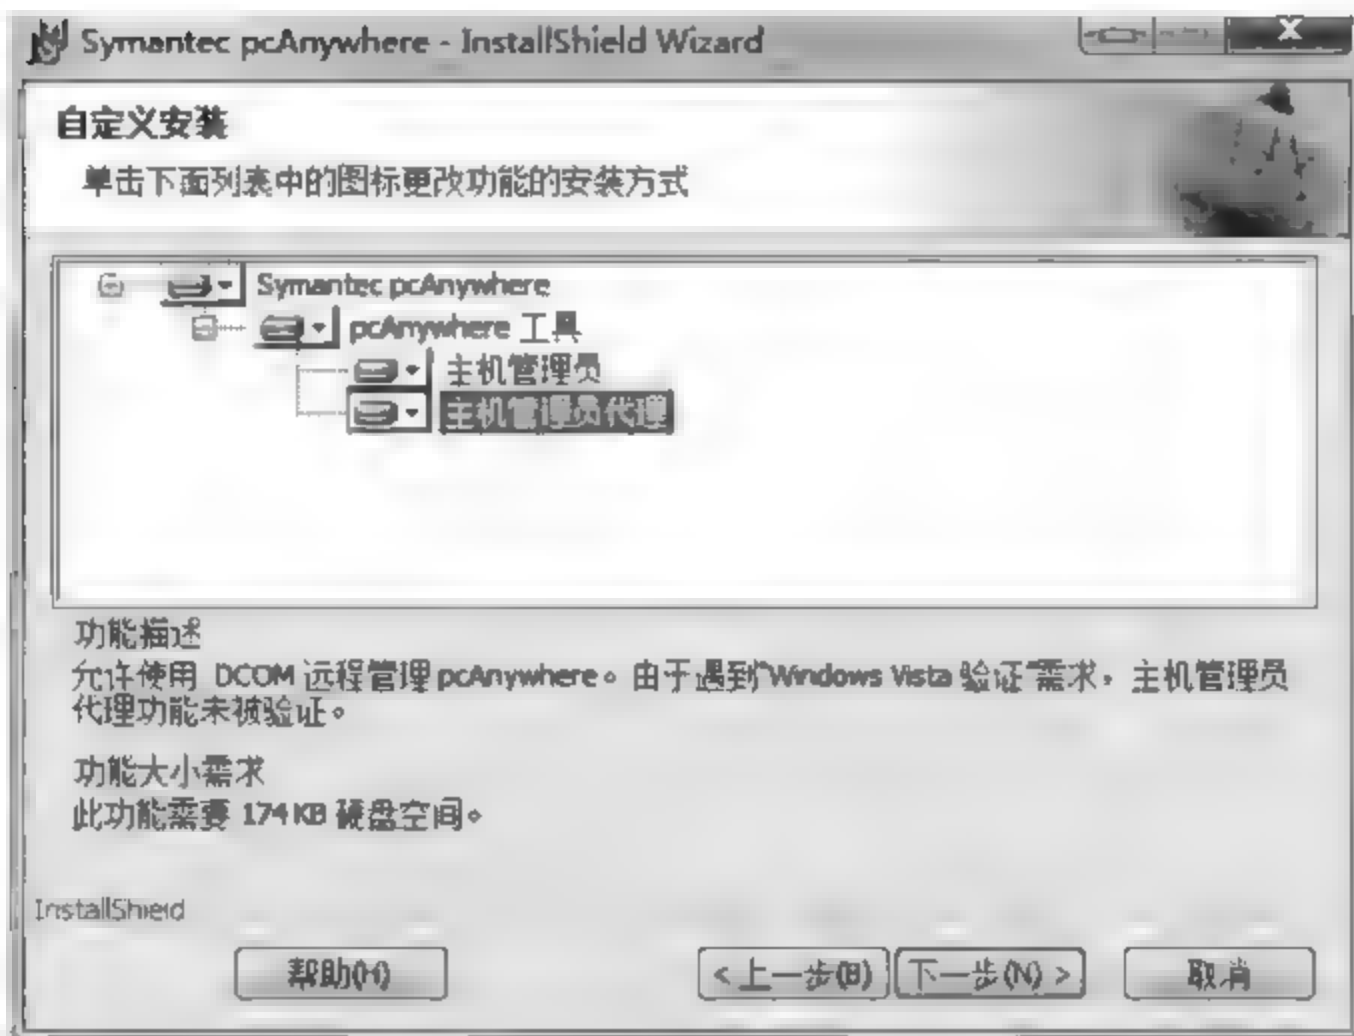 Symantec pcAnywhere - InstallShield Wizard
自定义安装
单击下面列表中的图标更改功能的安装方式
Symantec pcAnywhere
pcAnywhere 工具
主机管理员
主机管理员代理
功能描述
允许使用 DCOM 远程管理 pcAnywhere。由于遇到"Windows Vista 验证"需求,主机管理员
代理功能未被验证。
功能大小需求
此功能需要 174 KB 硬盘空间。
InstallShield
帮助(H)
< 上一步(B)
下一步(N) >
取消